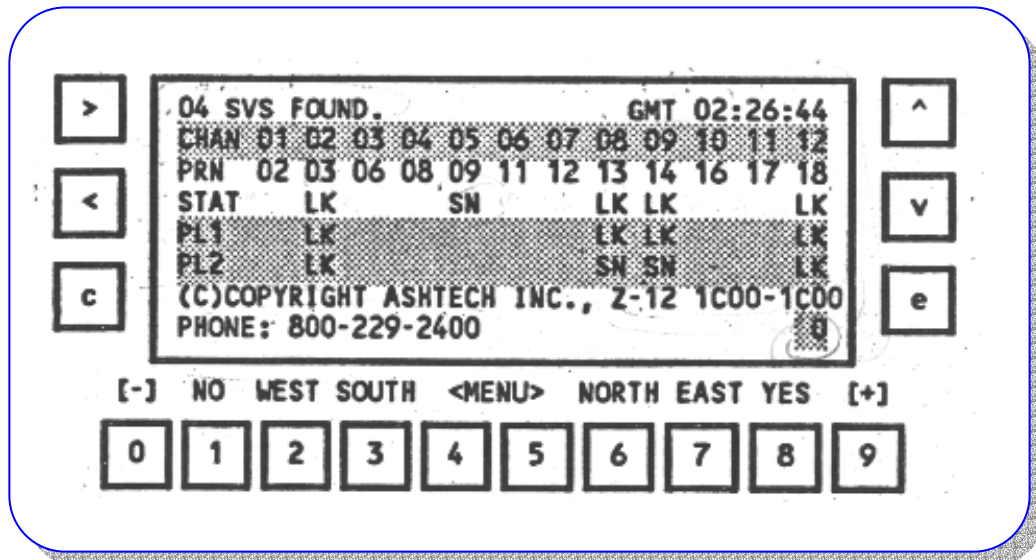 > ^
04 SVS FOUND. GMT 02:26:44
CHAN 01 02 03 04 05 06 07 08 09 10 11 12
PRN 02 03 06 08 09 11 12 13 14 16 17 18
< STAT LK SN LK LK LK v
PL1 LK LK LK LK
PL2 LK SN SN LK
c (C)COPYRIGHT ASHTECH INC., Z-12 1C00-1C00 e
PHONE: 800-229-2400 0
[-] NO WEST SOUTH <MENU> NORTH EAST YES [+]
0 1 2 3 4 5 6 7 8 9